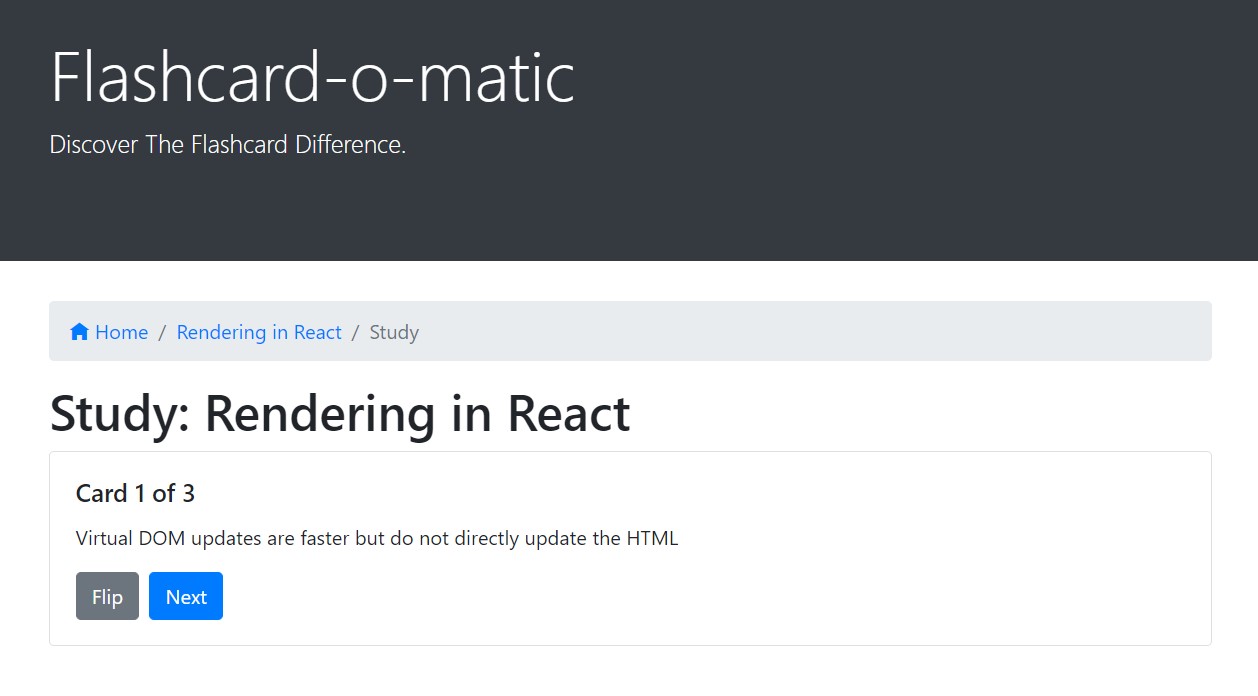 Flashcard-o-matic
Discover The Flashcard Difference.
Home / Rendering in React / Study
Study: Rendering in React
Card 1 of 3
Virtual DOM updates are faster but do not directly update the HTML
Flip Next